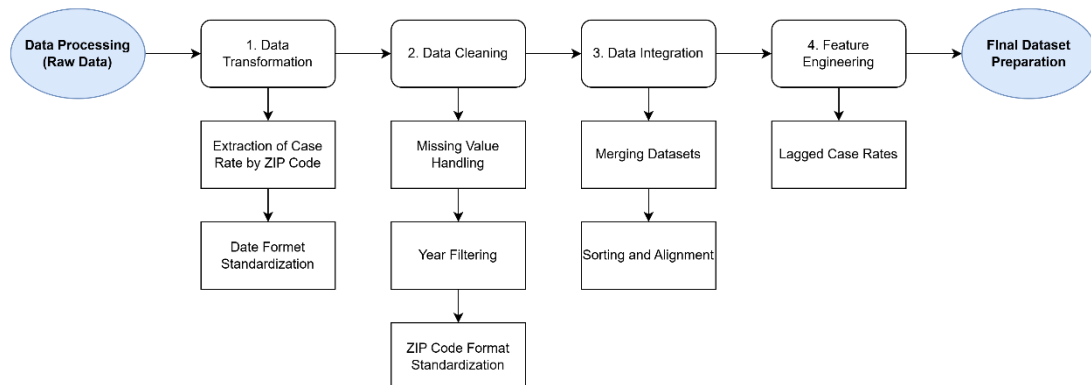 Data Processing
(Raw Data)
1. Data
Transformation
2. Data Cleaning
3. Data Integration
4. Feature
Engineering
FInal Dataset
Preparation
Extraction of Case
Rate by ZIP Code
Missing Value
Handling
Merging Datasets
Lagged Case Rates
Date Formet
Standardization
Year Filtering
Sorting and Alignment
ZIP Code Format
Standardization